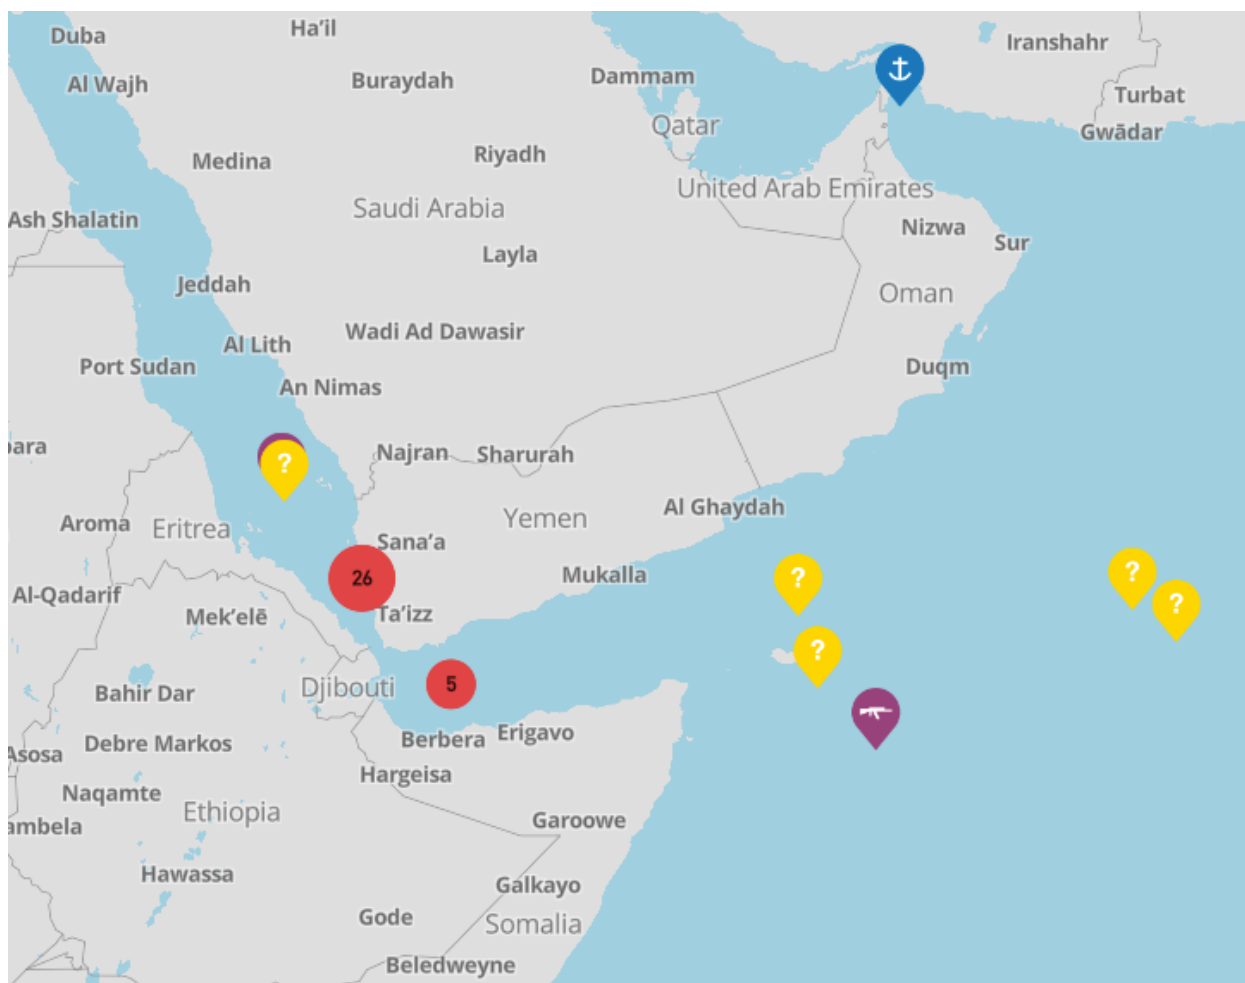 Duba
Ha’il
Iranshahr
Al Wajh
Buraydah
Dammam
Turbat
Qatar
Gwādar
Medina
Riyadh
United Arab Emirates
Saudi Arabia
Ash Shalatin
Nizwa
Sur
Layla
Jeddah
Oman
Wadi Ad Dawasir
Al Lith
Port Sudan
Duqm
An Nimas
bara
Najran
Sharurah
?
Al Ghaydah
Yemen
Aroma
Eritrea
Sana’a
26
Mukalla
?
?
Al-Qadarif
?
Mek’elē
Ta’izz
?
Djibouti
5
Bahir Dar
Erigavo
Berbera
Debre Markos
Asosa
Hargeisa
Naqamte
Ethiopia
Garoowe
ambela
Hawassa
Galkayo
Gode
Somalia
Beledweyne